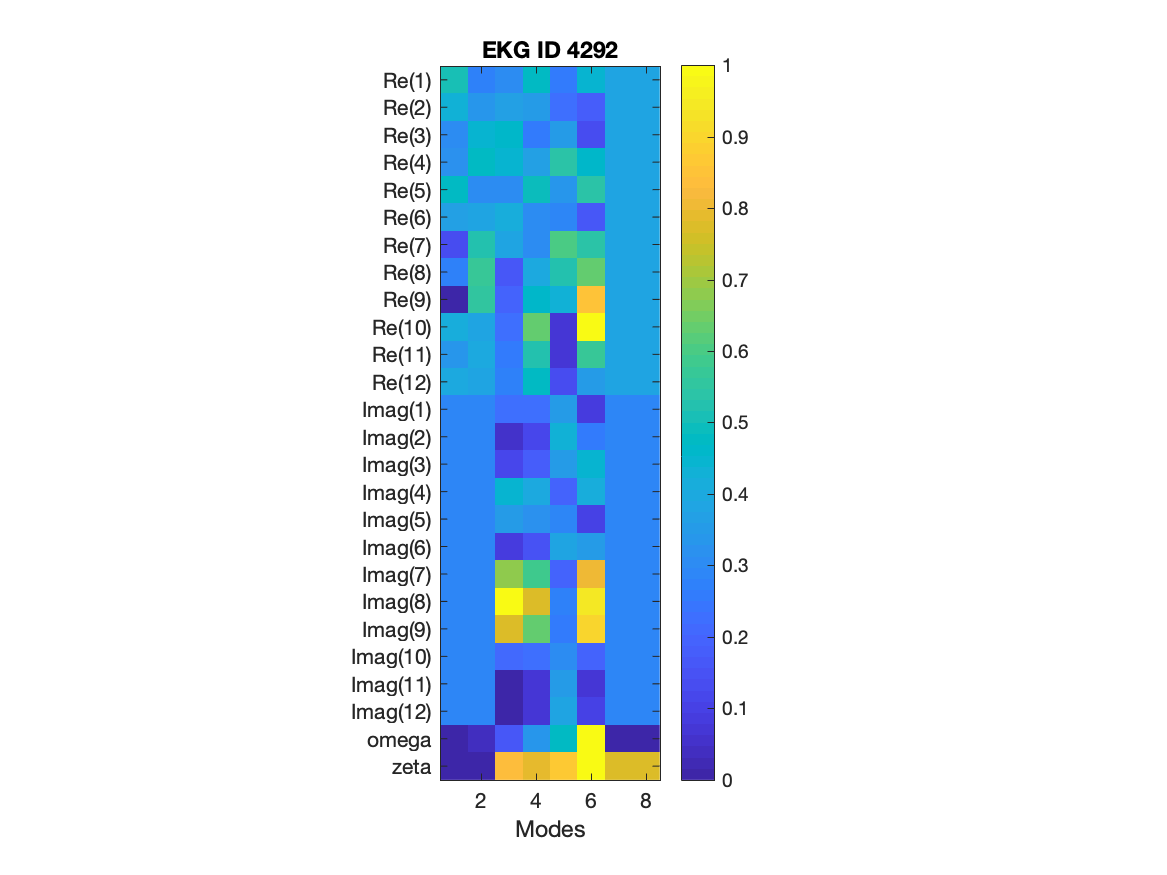 EKG ID 4292
Re(1)
Re(2)
Re(3)
Re(4)
Re(5)
Re(6)
Re(7)
Re(8)
Re(9)
Re(10)
Re(11)
Re(12)
Imag(1)
Imag(2)
Imag(3)
Imag(4)
Imag(5)
Imag(6)
Imag(7)
Imag(8)
Imag(9)
Imag(10)
Imag(11)
Imag(12)
omega
zeta
2 4 6 8
Modes
1
0.9
0.8
0.7
0.6
0.5
0.4
0.3
0.2
0.1
0